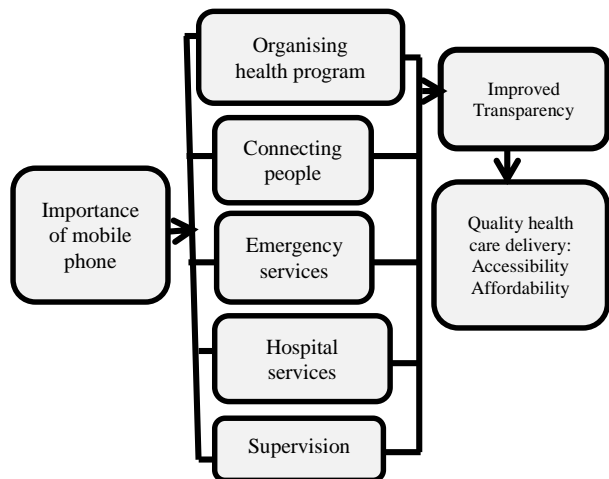 Importance
of mobile
phone
Organising
health program
Connecting
people
Emergency
services
Hospital
services
Supervision
Improved
Transparency
Quality health
care delivery:
Accessibility
Affordability